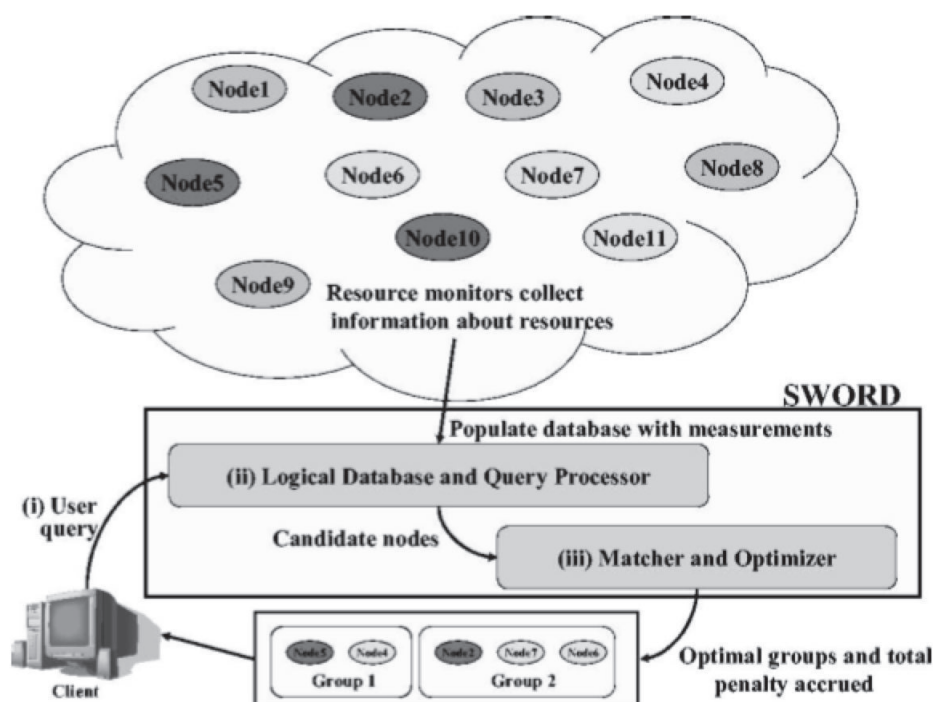 Node1
Node2
Node3
Node4
Node5
Node6
Node7
Node8
Node10
Node11
Node9
Resource monitors collect
information about resources
SWORD
Populate database with measurements
(ii) Logical Database and Query Processor
(i) User
query
Candidate nodes
(iii) Matcher and Optimizer
Node5
Node4
Node2
Node7
Node6
Group 1
Group 2
Optimal groups and total
penalty accrued
Client